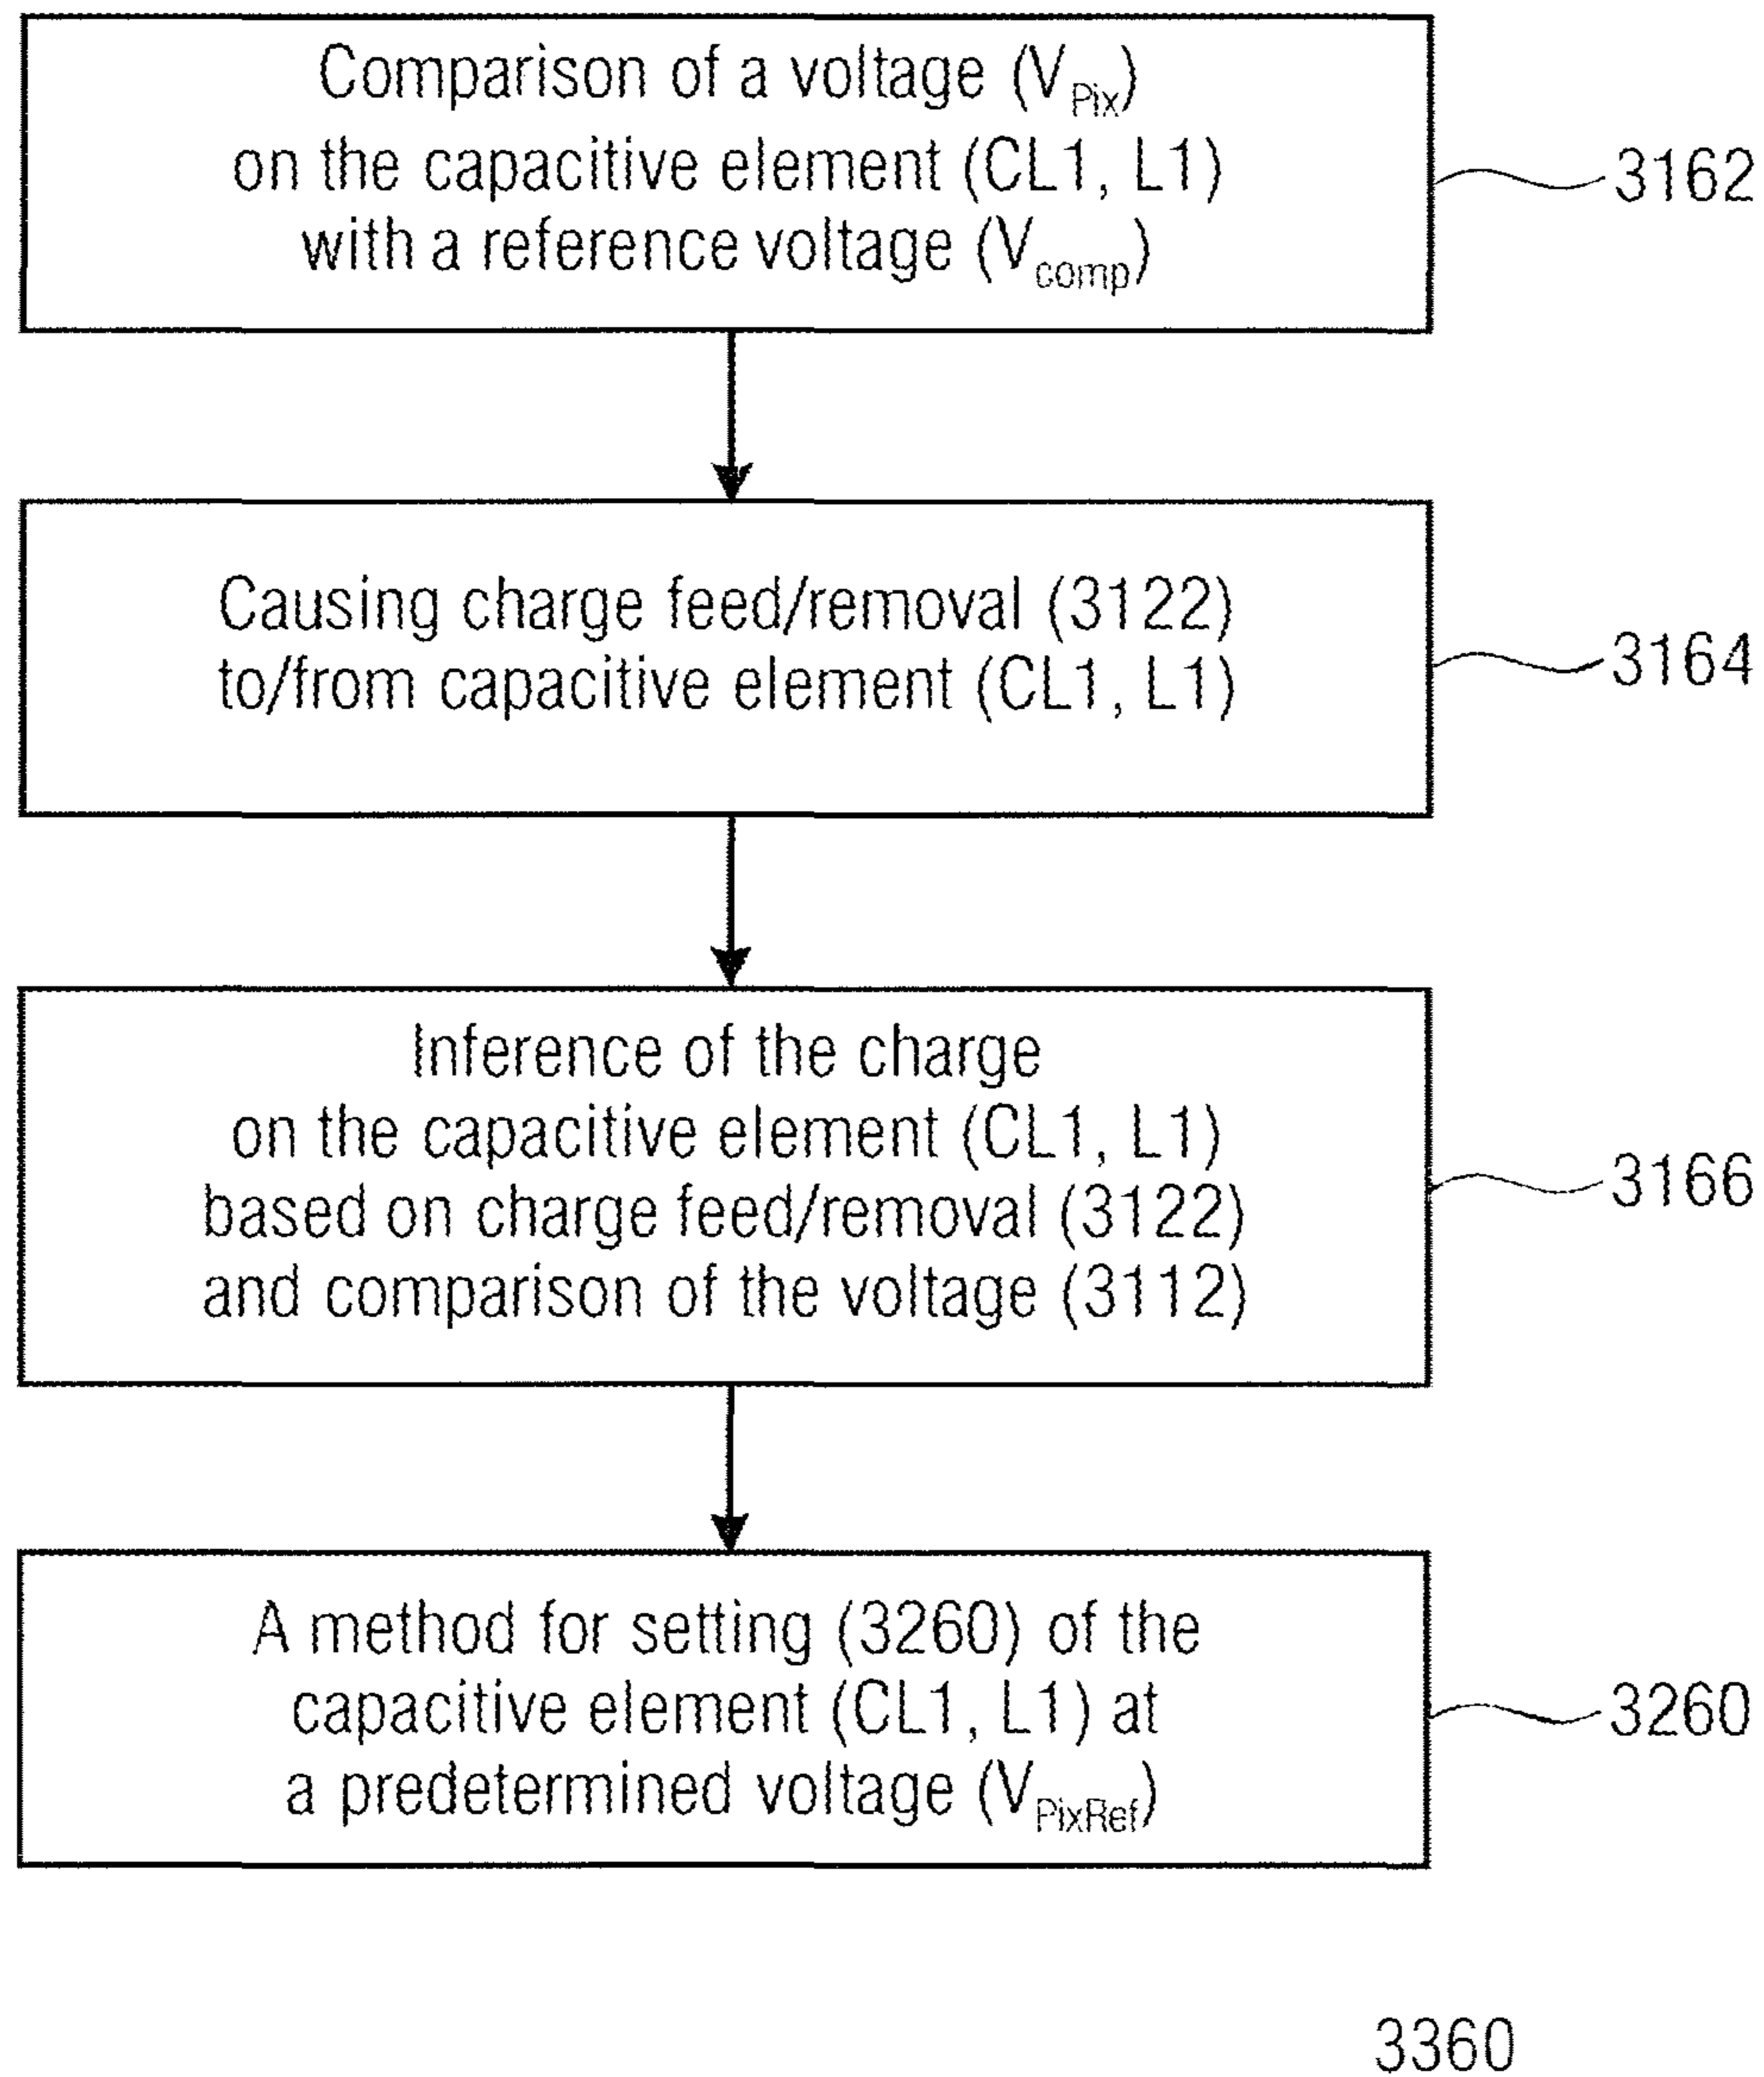 Comparison of a voltage (V_Pix)
on the capacitive element (CL1, L1)
with a reference voltage (V_comp)
3162
Causing charge feed/removal (3122)
to/from capacitive element (CL1, L1)
3164
Inference of the charge
on the capacitive element (CL1, L1)
based on charge feed/removal (3122)
and comparison of the voltage (3112)
3166
A method for setting (3260) of the
capacitive element (CL1, L1) at
a predetermined voltage (V_PixRef)
3260
3360